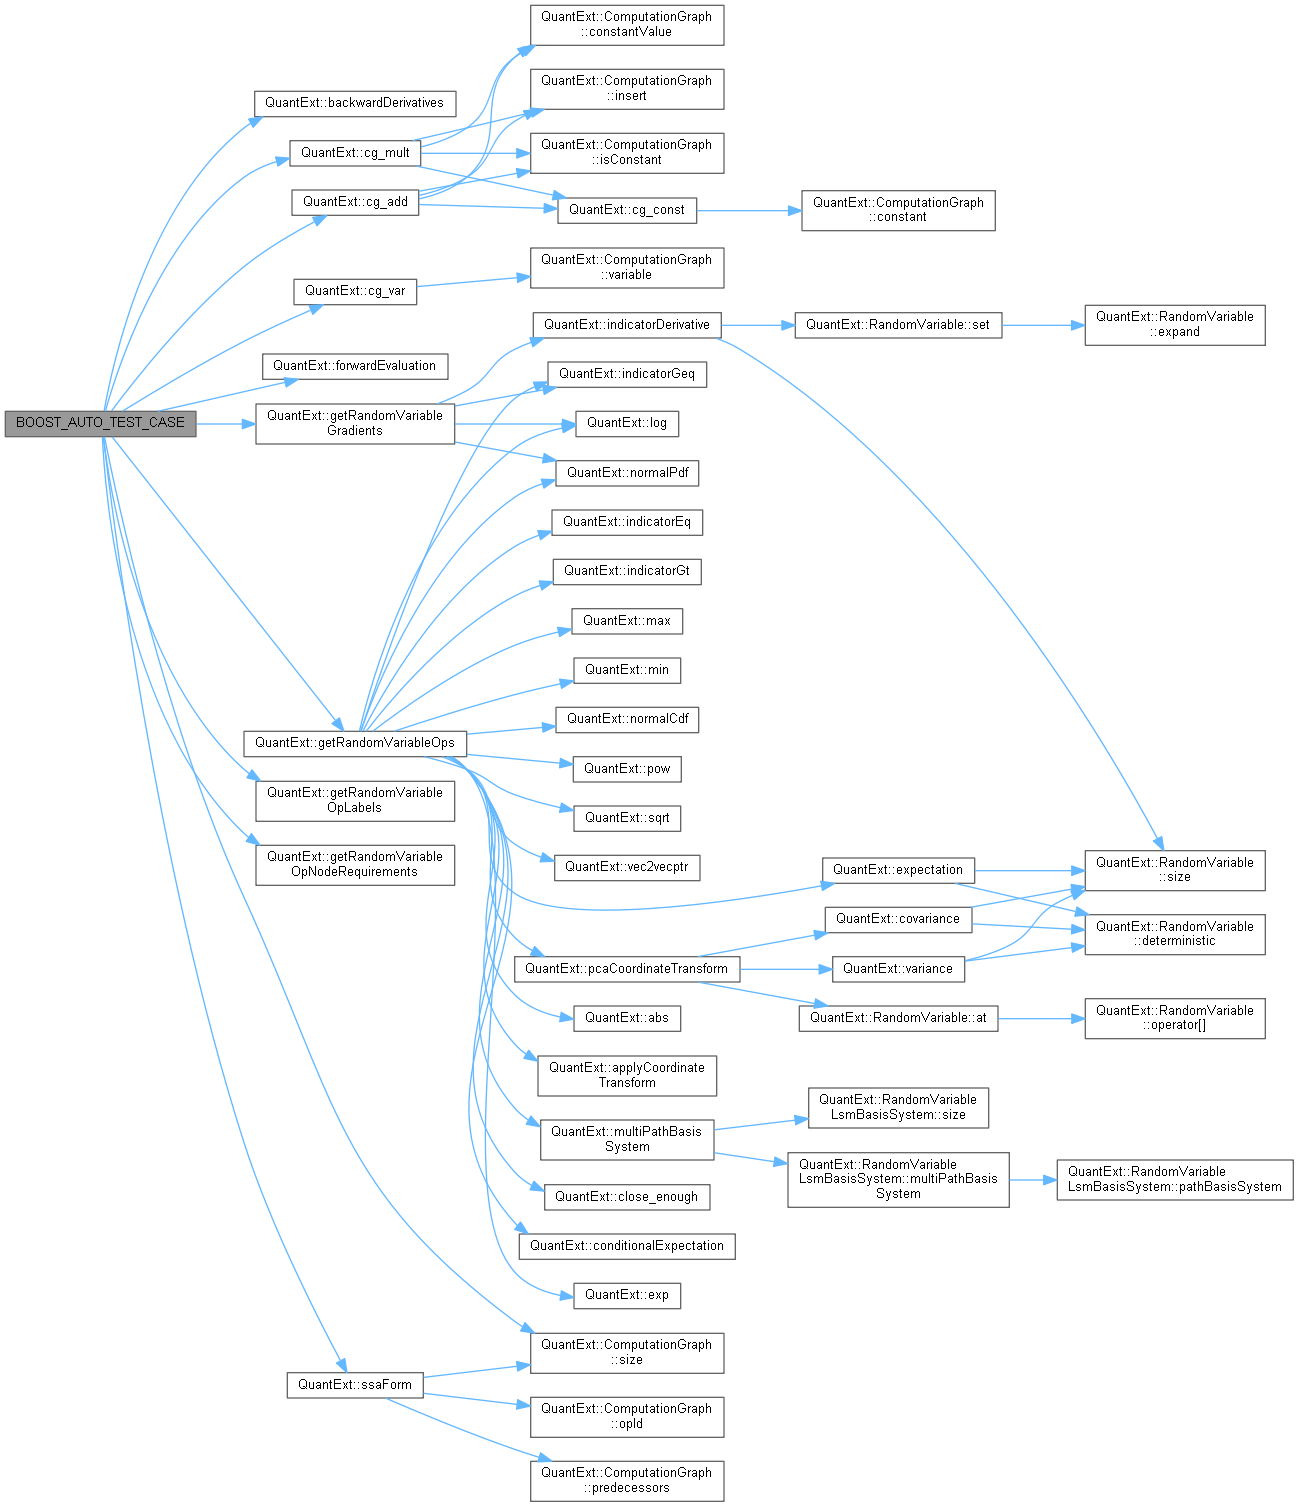 QuantExt::ComputationGraph
::constantValue
QuantExt::ComputationGraph
::insert
QuantExt::backwardDerivatives
QuantExt::cg_mult
QuantExt::ComputationGraph
::isConstant
QuantExt::cg_add
QuantExt::cg_const
QuantExt::ComputationGraph
::constant
QuantExt::ComputationGraph
::variable
QuantExt::cg_var
QuantExt::indicatorDerivative
QuantExt::RandomVariable::set
QuantExt::RandomVariable
::expand
QuantExt::forwardEvaluation
QuantExt::indicatorGeq
BOOST_AUTO_TEST_CASE
QuantExt::getRandomVariable
Gradients
QuantExt::log
QuantExt::normalPdf
QuantExt::indicatorEq
QuantExt::indicatorGt
QuantExt::max
QuantExt::min
QuantExt::normalCdf
QuantExt::getRandomVariableOps
QuantExt::pow
QuantExt::getRandomVariable
OpLabels
QuantExt::sqrt
QuantExt::getRandomVariable
OpNodeRequirements
QuantExt::vec2vecptr
QuantExt::expectation
QuantExt::RandomVariable
::size
QuantExt::covariance
QuantExt::RandomVariable
::deterministic
QuantExt::pcaCoordinateTransform
QuantExt::variance
QuantExt::abs
QuantExt::RandomVariable::at
QuantExt::RandomVariable
::operator[]
QuantExt::applyCoordinate
Transform
QuantExt::RandomVariable
LsmBasisSystem::size
QuantExt::multiPathBasis
System
QuantExt::RandomVariable
LsmBasisSystem::multiPathBasis
System
QuantExt::RandomVariable
LsmBasisSystem::pathBasisSystem
QuantExt::close_enough
QuantExt::conditionalExpectation
QuantExt::exp
QuantExt::ComputationGraph
::size
QuantExt::ssaForm
QuantExt::ComputationGraph
::opId
QuantExt::ComputationGraph
::predecessors